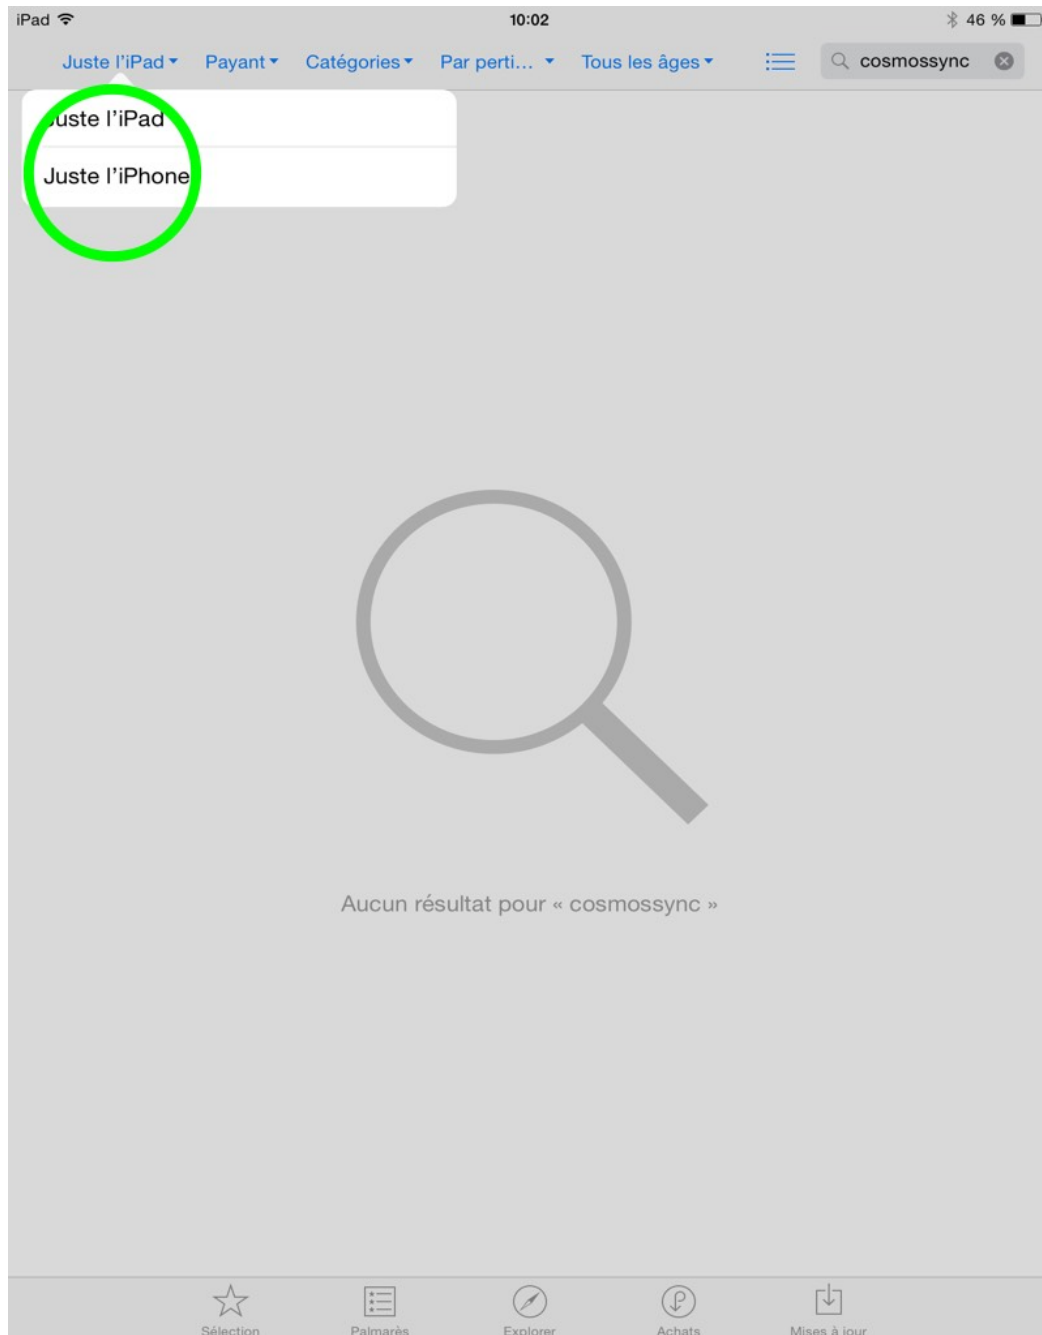 iPad 10:02 46 %
Juste l’iPad Payant Catégories Par perti… Tous les âges cosmossync
Juste l’iPad
Juste l’iPhone
Aucun résultat pour « cosmossync »
Sélection Palmarès Explorer Achats Mises à jour